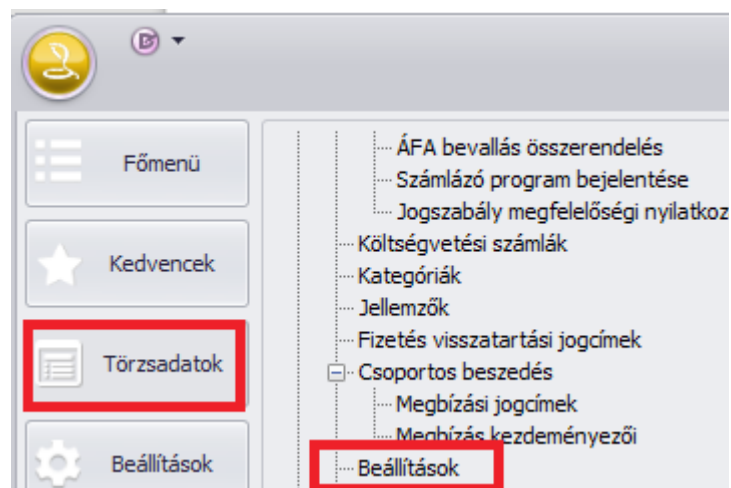 Főmenü
Kedvencek
Törzsadatok
Beállítások
ÁFA bevallás összerendelés
Számlázó program bejelentése
Jogszabály megfelelőségi nyilatkoz
Költségvetési számlák
Kategóriák
Jellemzők
Fizetés visszatartási jogcímek
Csoportos beszedés
Megbízási jogcímek
Megbízás kezdeményezői
Beállítások